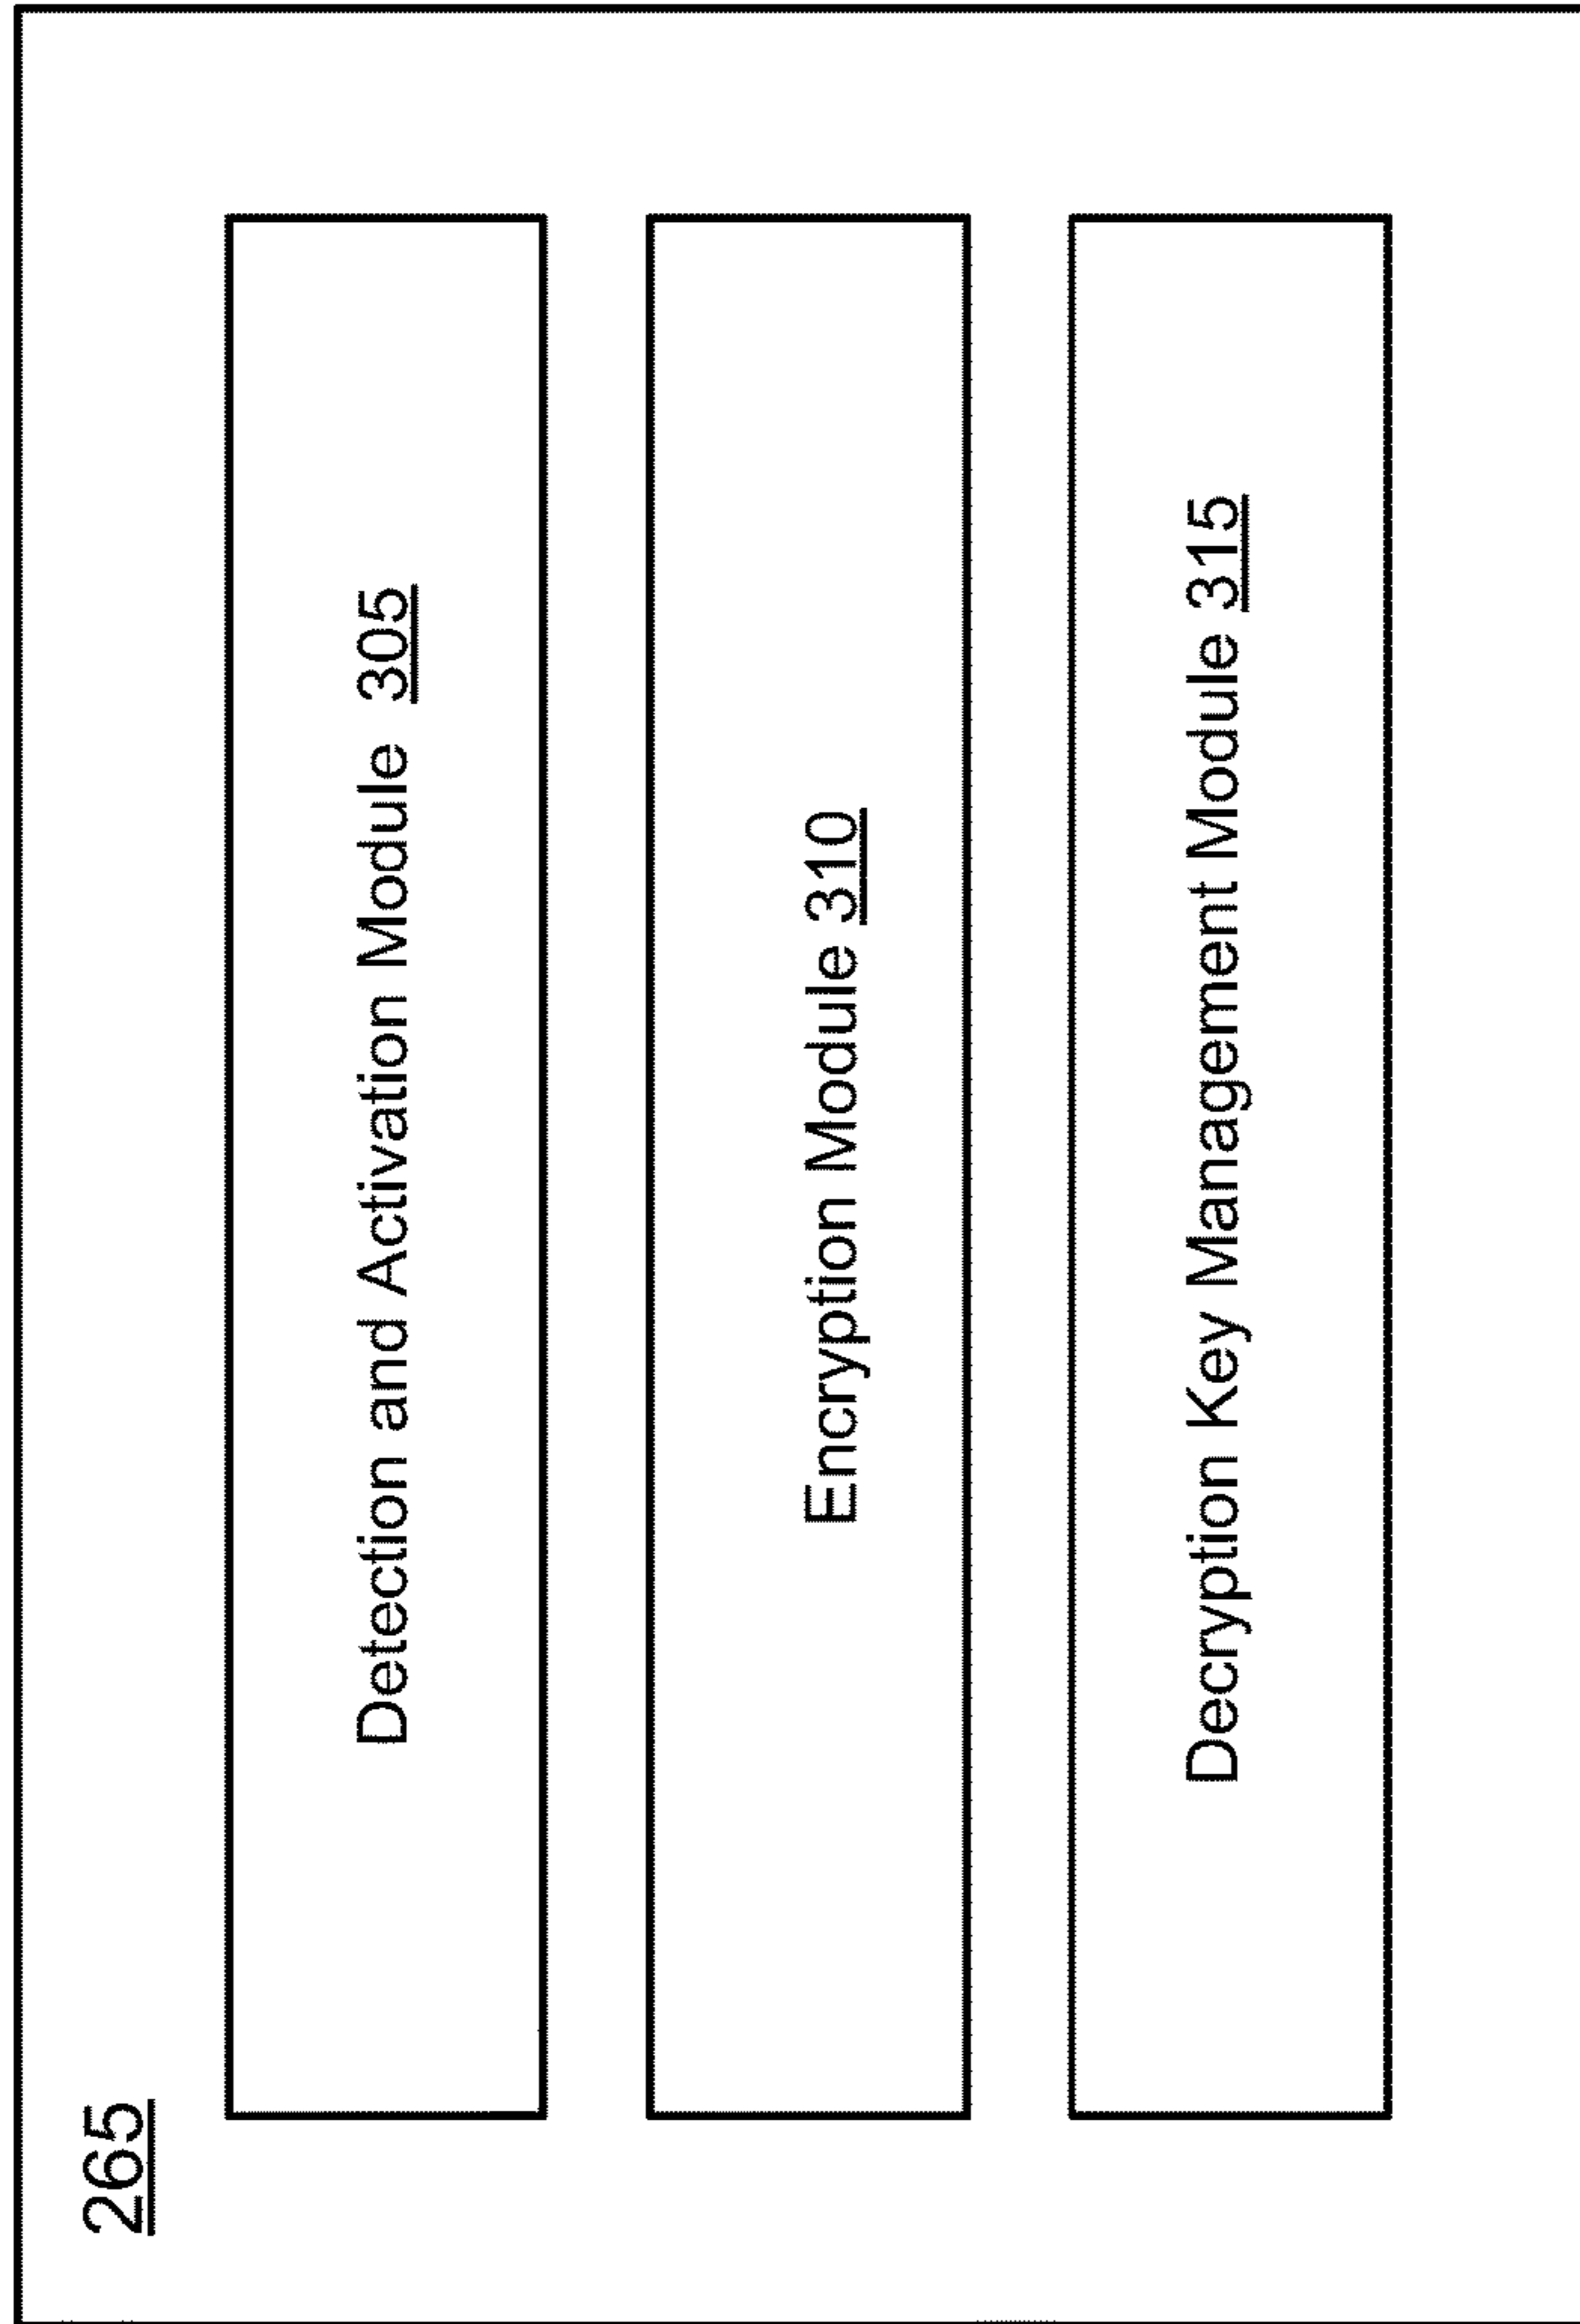 265
Detection and Activation Module 305
Encryption Module 310
Decryption Key Management Module 315